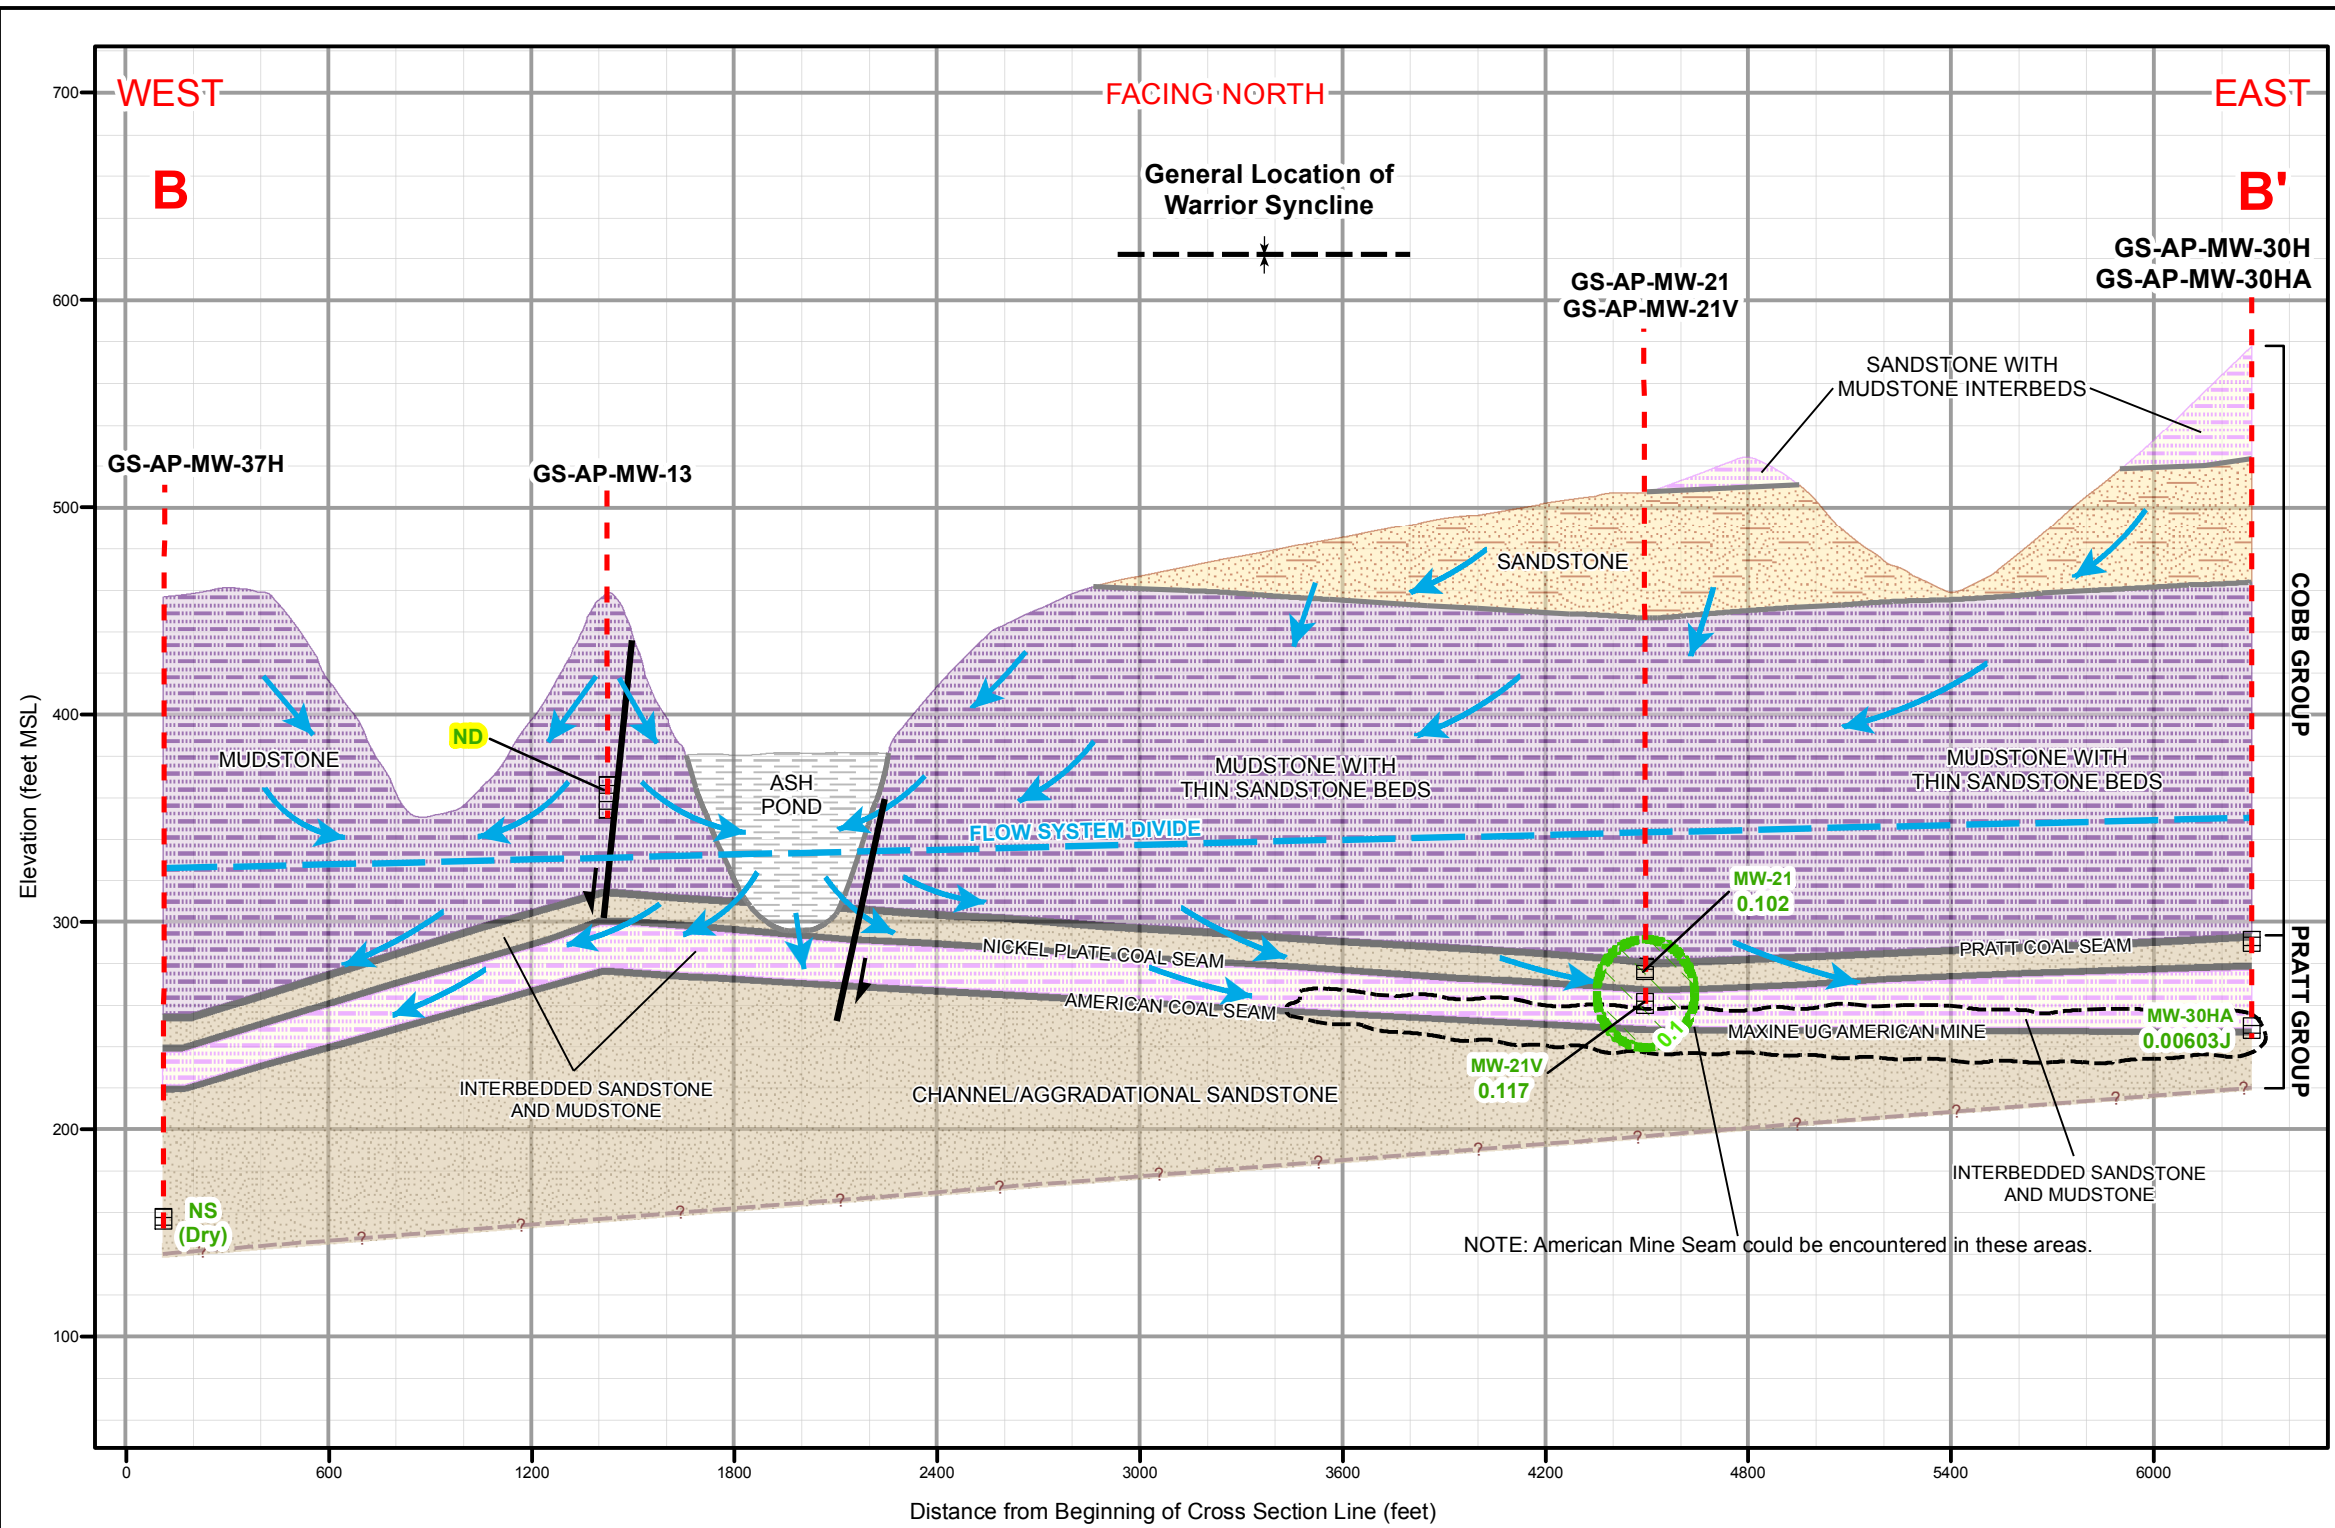 WEST
FACING NORTH
EAST
B
B'
General Location of
Warrior Syncline
GS-AP-MW-30H
GS-AP-MW-30HA
GS-AP-MW-21
GS-AP-MW-21V
SANDSTONE WITH
MUDSTONE INTERBEDS
GS-AP-MW-37H
GS-AP-MW-13
SANDSTONE
COBB GROUP
ND
MUDSTONE
ASH
POND
MUDSTONE WITH
THIN SANDSTONE BEDS
MUDSTONE WITH
THIN SANDSTONE BEDS
FLOW SYSTEM DIVIDE
MW-21
0.102
NICKEL PLATE COAL SEAM
PRATT COAL SEAM
PRATT GROUP
AMERICAN COAL SEAM
0.1
MAXINE UG AMERICAN MINE
MW-30HA
0.00603J
MW-21V
0.117
INTERBEDDED SANDSTONE
AND MUDSTONE
CHANNEL/AGGRADATIONAL SANDSTONE
INTERBEDDED SANDSTONE
AND MUDSTONE
NS
(Dry)
? ? ? ? ? ? ? ? ? ? ? ? ? ?
NOTE: American Mine Seam could be encountered in these areas.
700
600
500
400
300
200
100
Elevation (feet MSL)
0 600 1200 1800 2400 3000 3600 4200 4800 5400 6000
Distance from Beginning of Cross Section Line (feet)